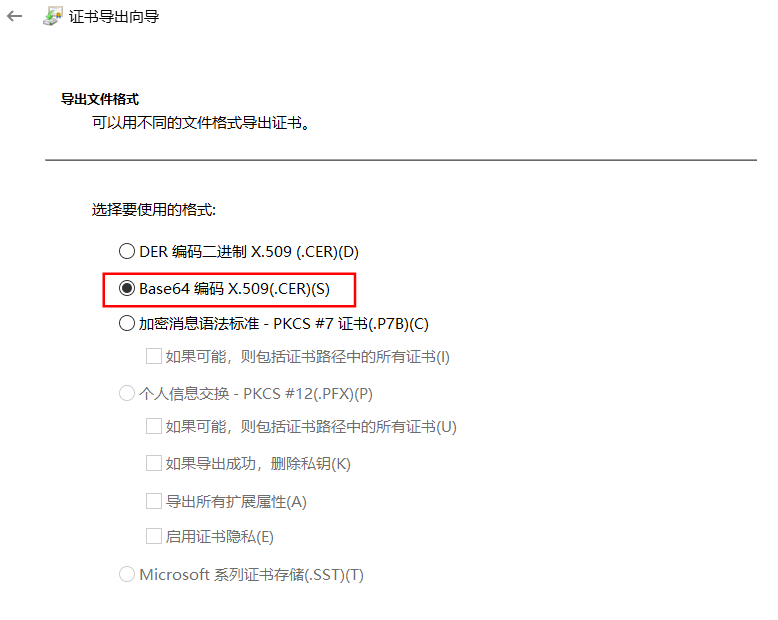 证书导出向导
导出文件格式
可以用不同的文件格式导出证书。
选择要使用的格式:
DER 编码二进制 X.509 (.CER)(D)
Base64 编码 X.509(.CER)(S)
加密消息语法标准 - PKCS #7 证书(.P7B)(C)
如果可能，则包括证书路径中的所有证书(I)
个人信息交换 - PKCS #12(.PFX)(P)
如果可能，则包括证书路径中的所有证书(U)
如果导出成功，删除私钥(K)
导出所有扩展属性(A)
启用证书隐私(E)
Microsoft 系列证书存储(.SST)(T)